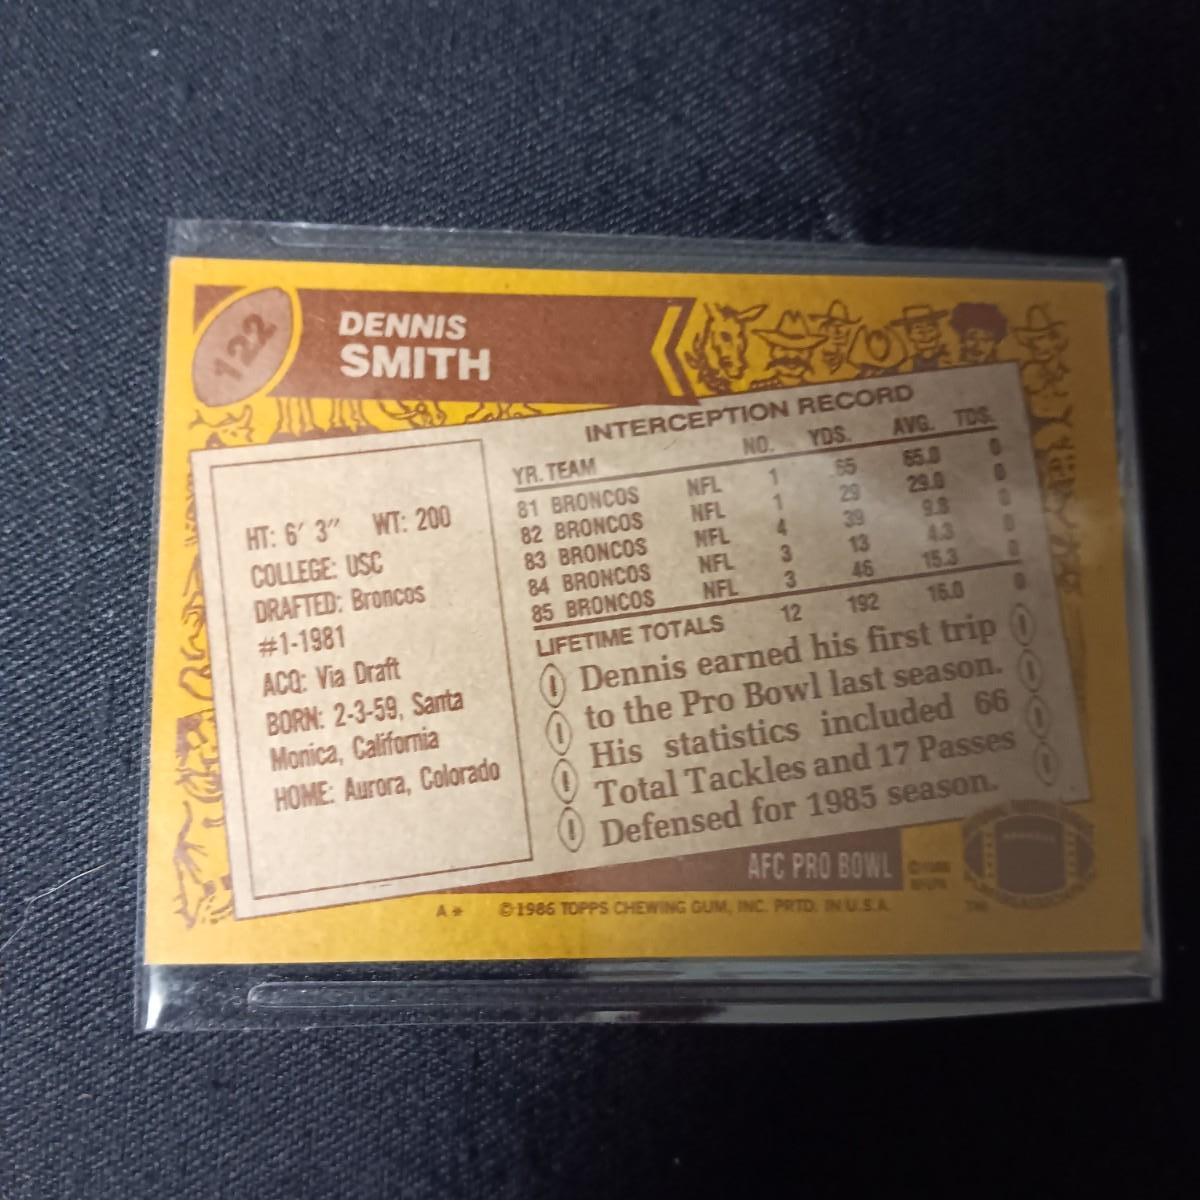 122
DENNIS
SMITH
HT: 6′ 3″ WT: 200
COLLEGE: USC
DRAFTED: Broncos
#1-1981
ACQ: Via Draft
BORN: 2-3-59, Santa
Monica, California
HOME: Aurora, Colorado
INTERCEPTION RECORD
YR. TEAM NO. YDS. AVG. TDS.
81 BRONCOS NFL 1 65 65.0 0
82 BRONCOS NFL 1 29 29.0 0
83 BRONCOS NFL 4 39 9.8 0
84 BRONCOS NFL 3 13 4.3 0
85 BRONCOS NFL 3 46 15.3 0
LIFETIME TOTALS 12 192 16.0 0
Dennis earned his first trip
to the Pro Bowl last season.
His statistics included 66
Total Tackles and 17 Passes
Defensed for 1985 season.
AFC PRO BOWL
A* ©1986 TOPPS CHEWING GUM, INC. PRTD. IN U.S.A.